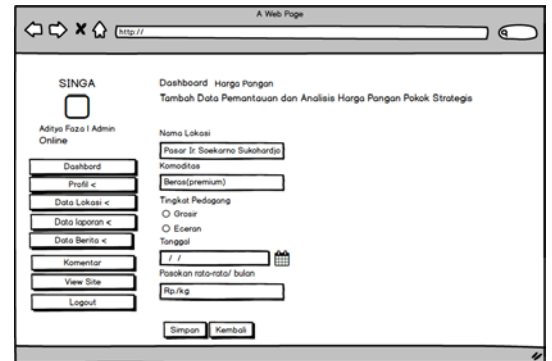 A Web Page
http://
SINGA
Aditya Faza I Admin
Online
Dashbord
Profil <
Data Lokasi <
Data laporan <
Data Berita <
Komentar
View Site
Logout
Dashboard Harga Pangan
Tambah Data Pemantauan dan Analisis Harga Pangan Pokok Strategis
Nama Lokasi
Pasar Ir. Soekarno Sukohardjo
Komoditas
Beras(premium)
Tingkat Pedagang
Grosir
Eceran
Tanggal
/ /
Pasokan rata-rata/ bulan
Rp./kg
Simpan Kembali